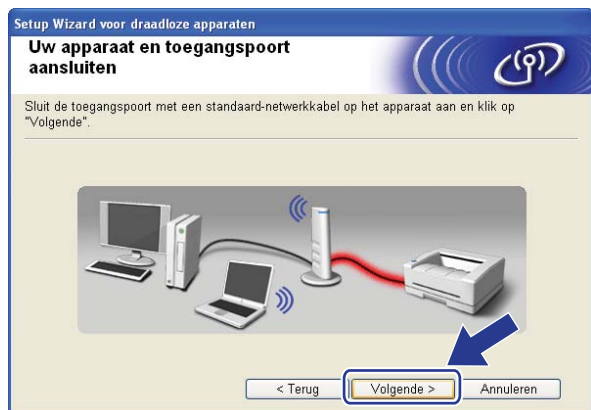 Setup Wizard voor draadloze apparaten
Uw apparaat en toegangspoort
aansluiten
Sluit de toegangspoort met een standaard-netwerkkabel op het apparaat aan en klik op
"Volgende".
< Terug
Volgende >
Annuleren